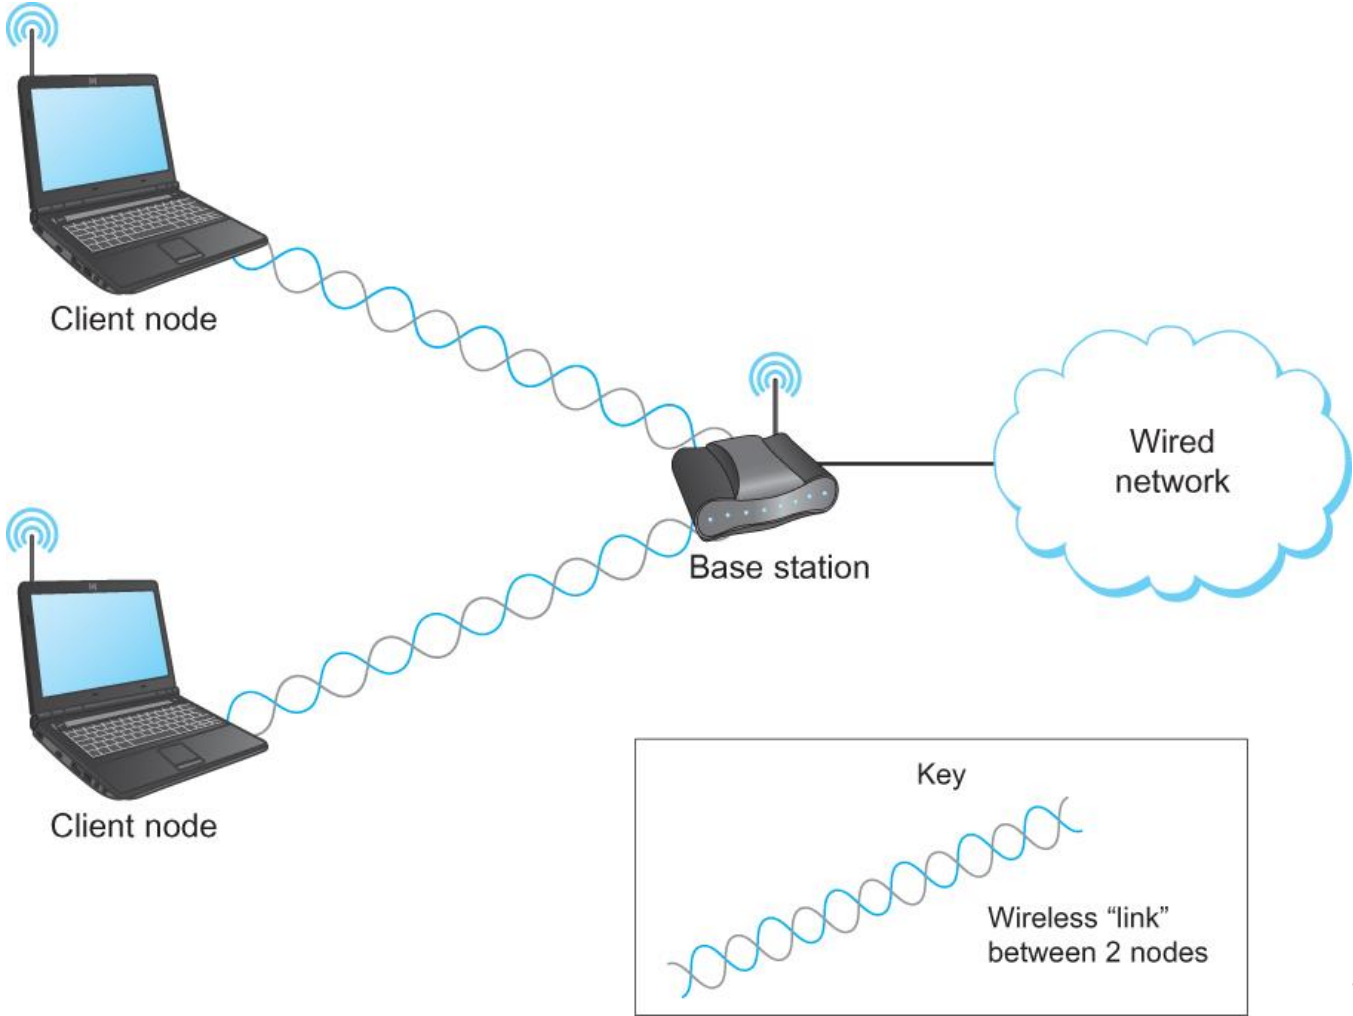 Client node
Wired
network
Base station
Client node
Key
Wireless “link”
between 2 nodes